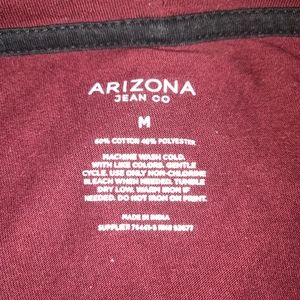 ARIZONA
JEAN CO
M
60% COTTON 40% POLYESTER
MACHINE WASH COLD.
WITH LIKE COLORS. GENTLE
CYCLE. USE ONLY NON-CHLORINE
BLEACH WHEN NEEDED. TUMBLE
DRY LOW. WARM IRON IF
NEEDED. DO NOT IRON ON PRINT.
MADE IN INDIA
SUPPLIER